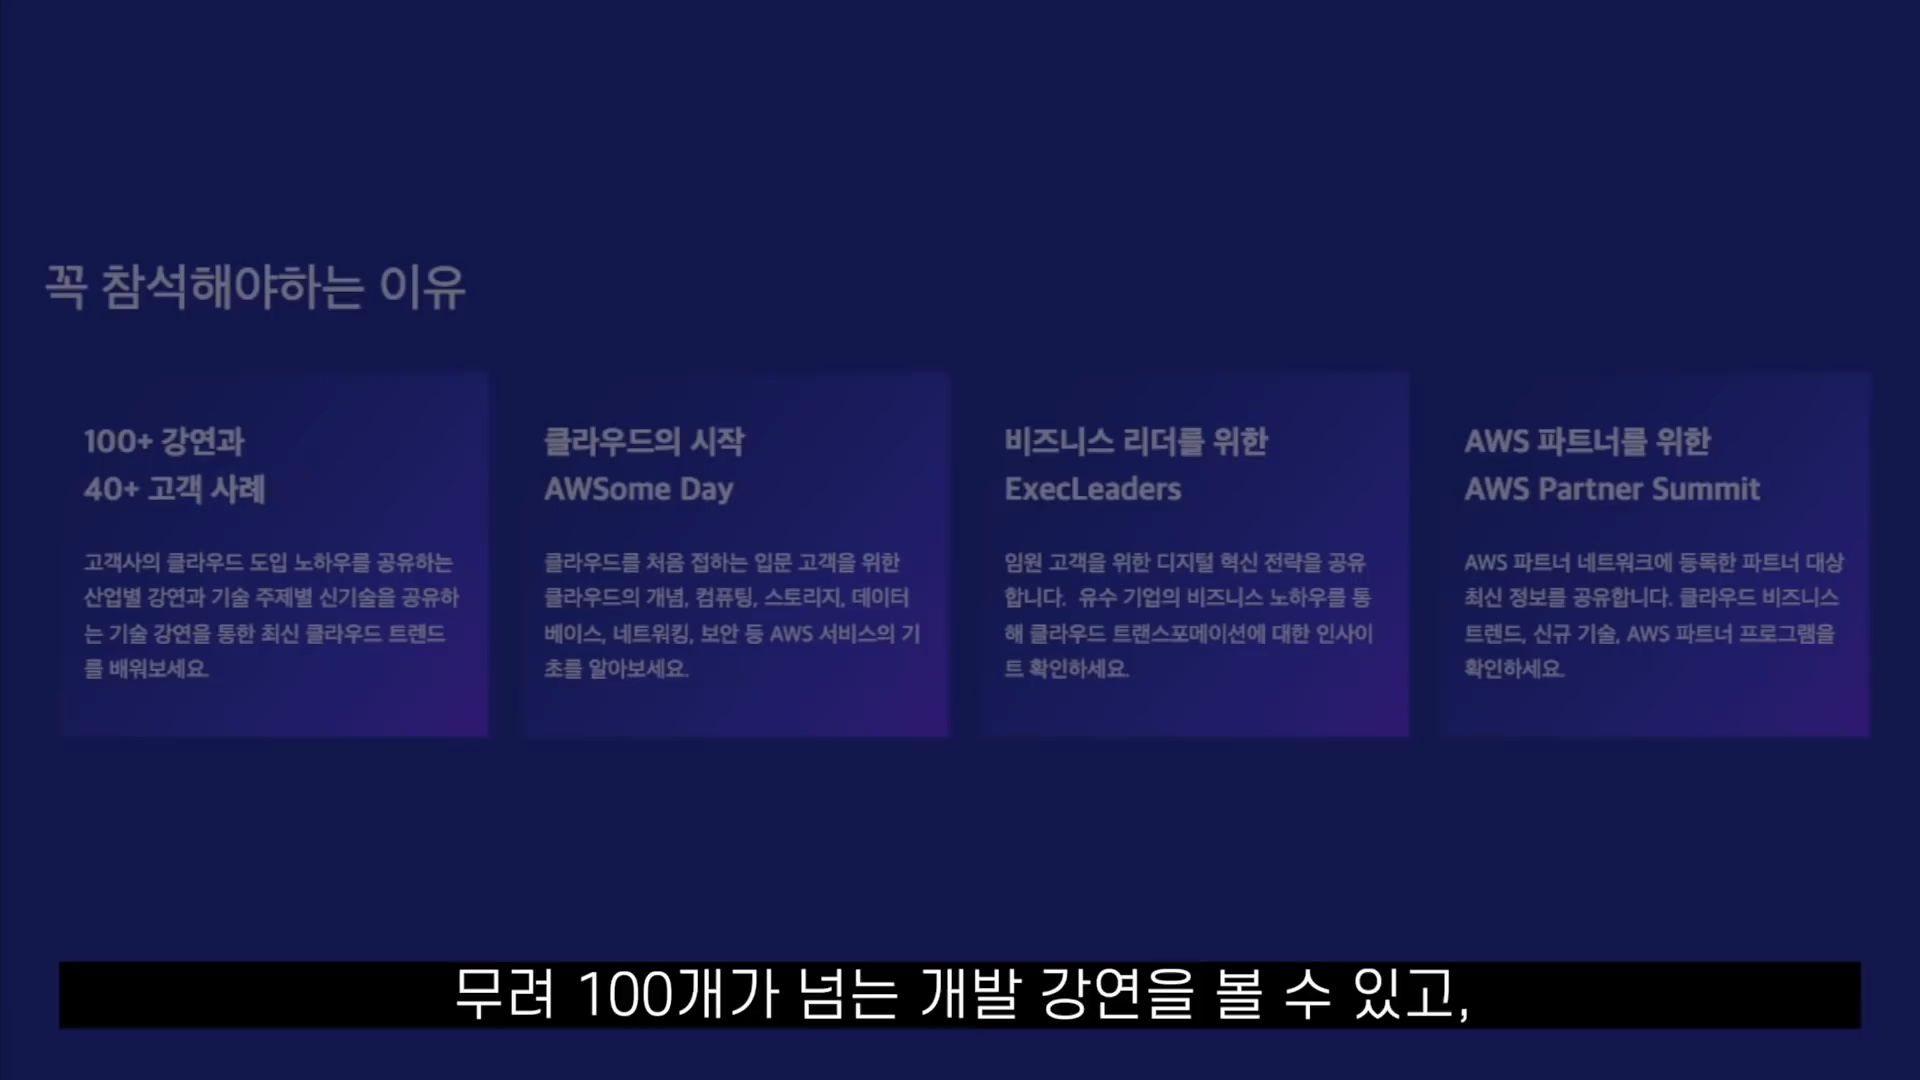 꼭 참석해야하는 이유
100+ 강연과
40+ 고객 사례
고객사의 클라우드 도입 노하우를 공유하는
산업별 강연과 기술 주제별 신기술을 공유하
는 기술 강연을 통한 최신 클라우드 트렌드
를 배워보세요.
클라우드의 시작
AWSome Day
클라우드를 처음 접하는 입문 고객을 위한
클라우드의 개념, 컴퓨팅, 스토리지, 데이터
베이스, 네트워킹, 보안 등 AWS 서비스의 기
초를 알아보세요.
비즈니스 리더를 위한
ExecLeaders
임원 고객을 위한 디지털 혁신 전략을 공유
합니다. 유수 기업의 비즈니스 노하우를 통
해 클라우드 트랜스포메이션에 대한 인사이
트 확인하세요.
AWS 파트너를 위한
AWS Partner Summit
AWS 파트너 네트워크에 등록한 파트너 대상
최신 정보를 공유합니다. 클라우드 비즈니스
트렌드, 신규 기술, AWS 파트너 프로그램을
확인하세요.
무려 100개가 넘는 개발 강연을 볼 수 있고,